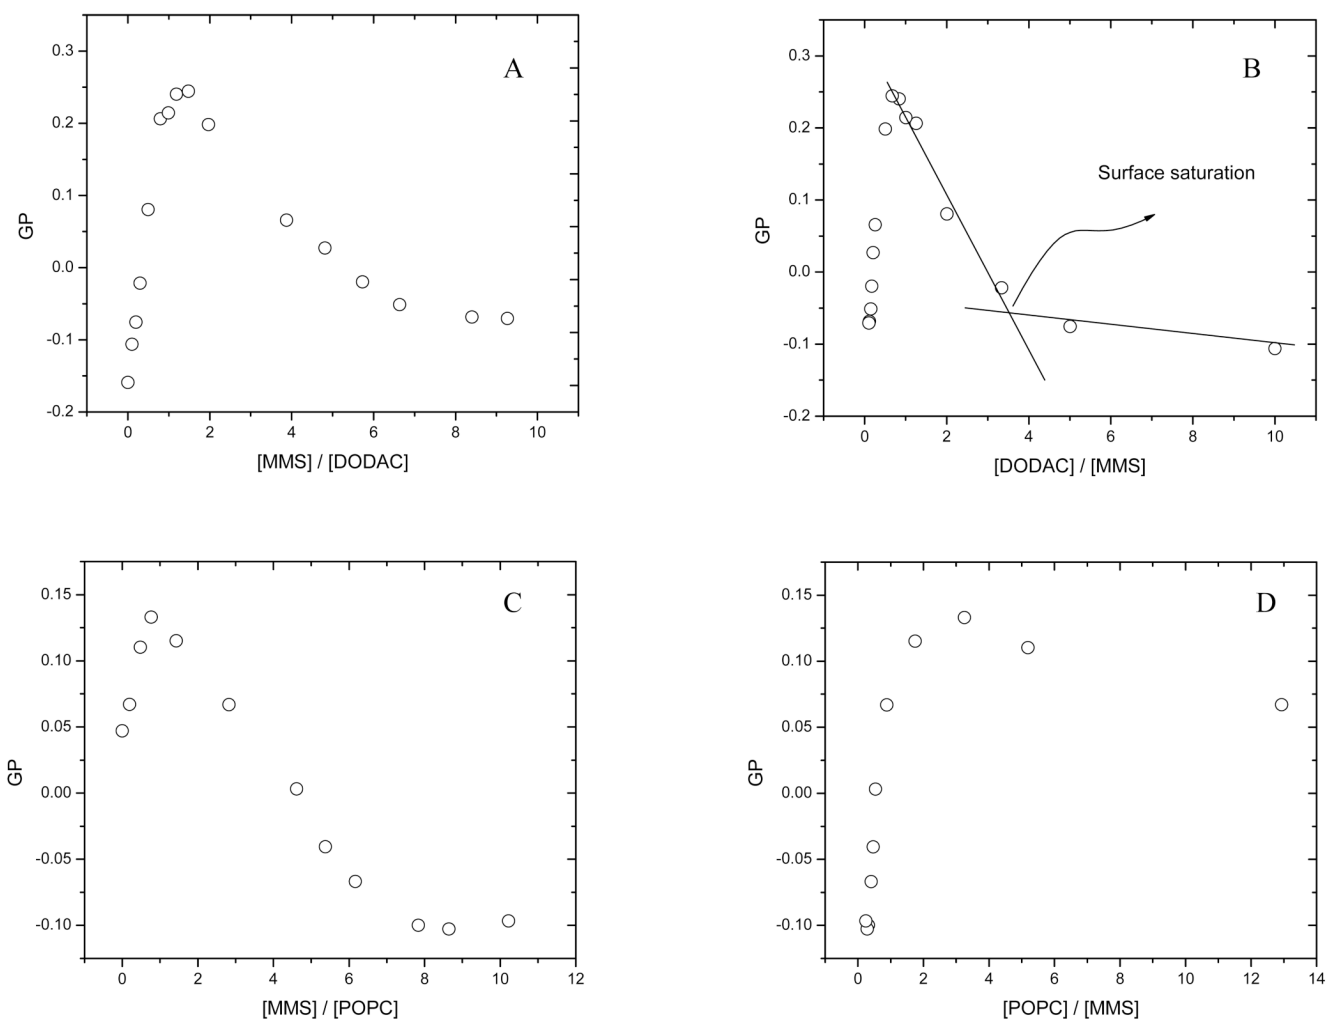 A
0.3
0.2
0.1
0.0
-0.1
-0.2
GP
0 2 4 6 8 10
[MMS] / [DODAC]
B
0.3
0.2
0.1
0.0
-0.1
-0.2
GP
Surface saturation
0 2 4 6 8 10
[DODAC] / [MMS]
C
0.15
0.10
0.05
0.00
-0.05
-0.10
GP
0 2 4 6 8 10 12
[MMS] / [POPC]
D
0.15
0.10
0.05
0.00
-0.05
-0.10
GP
0 2 4 6 8 10 12 14
[POPC] / [MMS]